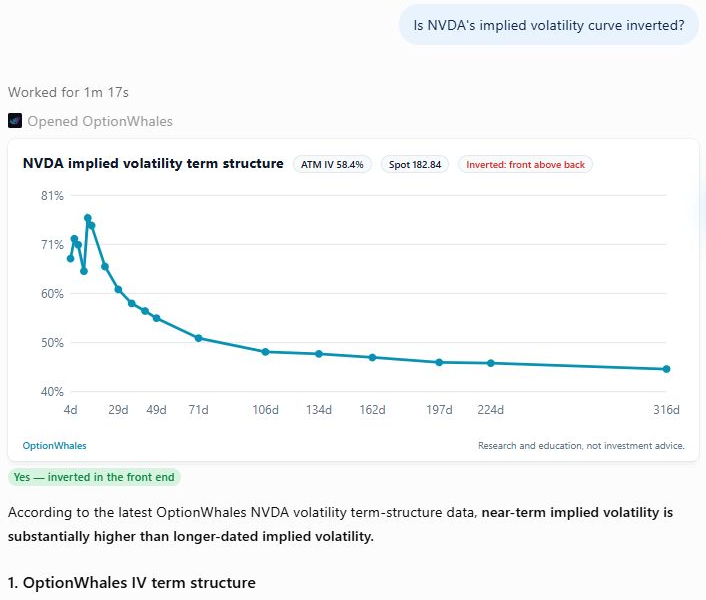 Is NVDA's implied volatility curve inverted?
Worked for 1m 17s
Opened OptionWhales
NVDA implied volatility term structure ATM IV 58.4% Spot 182.84 Inverted: front above back
81%
71%
60%
50%
40%
4d 29d 49d 71d 106d 134d 162d 197d 224d 316d
OptionWhales Research and education, not investment advice.
Yes — inverted in the front end
According to the latest OptionWhales NVDA volatility term-structure data, near-term implied volatility is
substantially higher than longer-dated implied volatility.
1. OptionWhales IV term structure